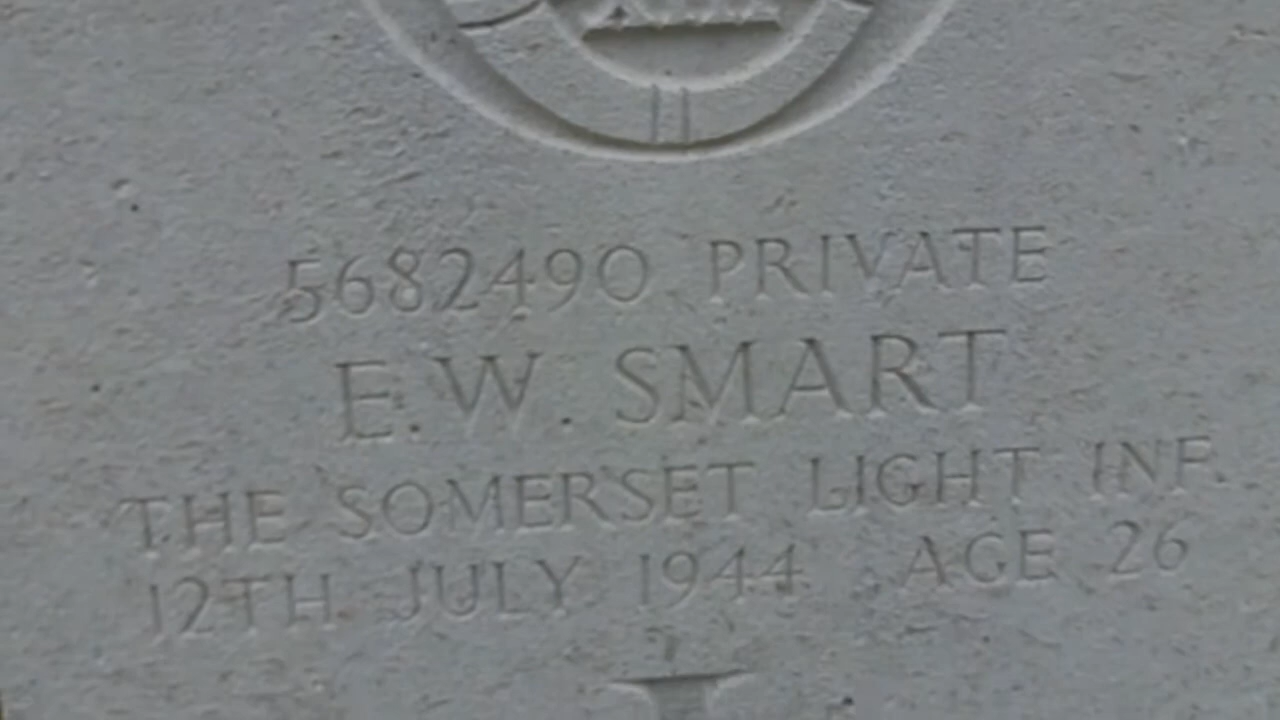 5682490 PRIVATE
E.W. SMART
THE SOMERSET LIGHT INF.
12TH JULY 1944 AGE 26